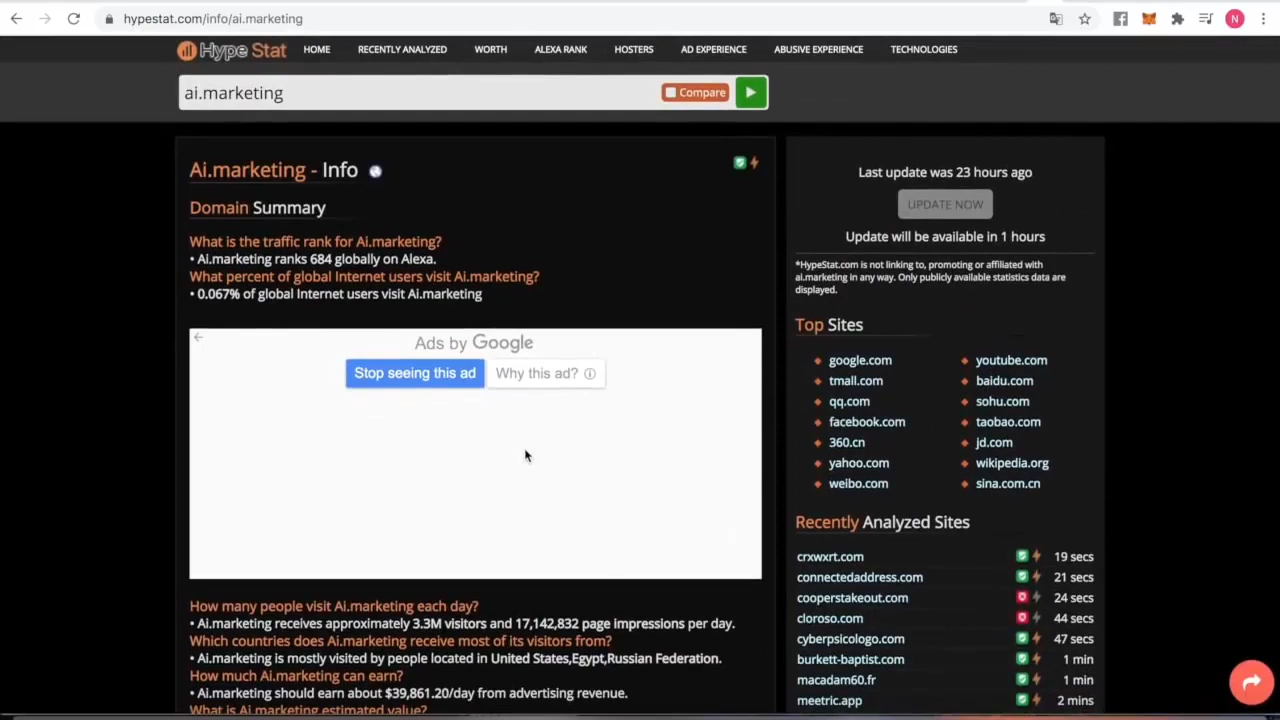 hypestat.com/info/ai.marketing
N
Hype Stat
HOME RECENTLY ANALYZED WORTH ALEXA RANK HOSTERS AD EXPERIENCE ABUSIVE EXPERIENCE TECHNOLOGIES
ai.marketing
Compare
Ai.marketing - Info
Domain Summary
What is the traffic rank for Ai.marketing?
• Ai.marketing ranks 684 globally on Alexa.
What percent of global Internet users visit Ai.marketing?
• 0.067% of global Internet users visit Ai.marketing
Ads by Google
Stop seeing this ad Why this ad?
How many people visit Ai.marketing each day?
• Ai.marketing receives approximately 3.3M visitors and 17,142,832 page impressions per day.
Which countries does Ai.marketing receive most of its visitors from?
• Ai.marketing is mostly visited by people located in United States,Egypt,Russian Federation.
How much Ai.marketing can earn?
• Ai.marketing should earn about $39,861.20/day from advertising revenue.
What is Ai.marketing estimated value?
Last update was 23 hours ago
UPDATE NOW
Update will be available in 1 hours
*HypeStat.com is not linking to, promoting or affiliated with
ai.marketing in any way. Only publicly available statistics data are
displayed.
Top Sites
google.com youtube.com
tmall.com baidu.com
qq.com sohu.com
facebook.com taobao.com
360.cn jd.com
yahoo.com wikipedia.org
weibo.com sina.com.cn
Recently Analyzed Sites
crxwxrt.com 19 secs
connectedaddress.com 21 secs
cooperstakeout.com 24 secs
cloroso.com 44 secs
cyberpsicologo.com 47 secs
burkett-baptist.com 1 min
macadam60.fr 1 min
meetric.app 2 mins